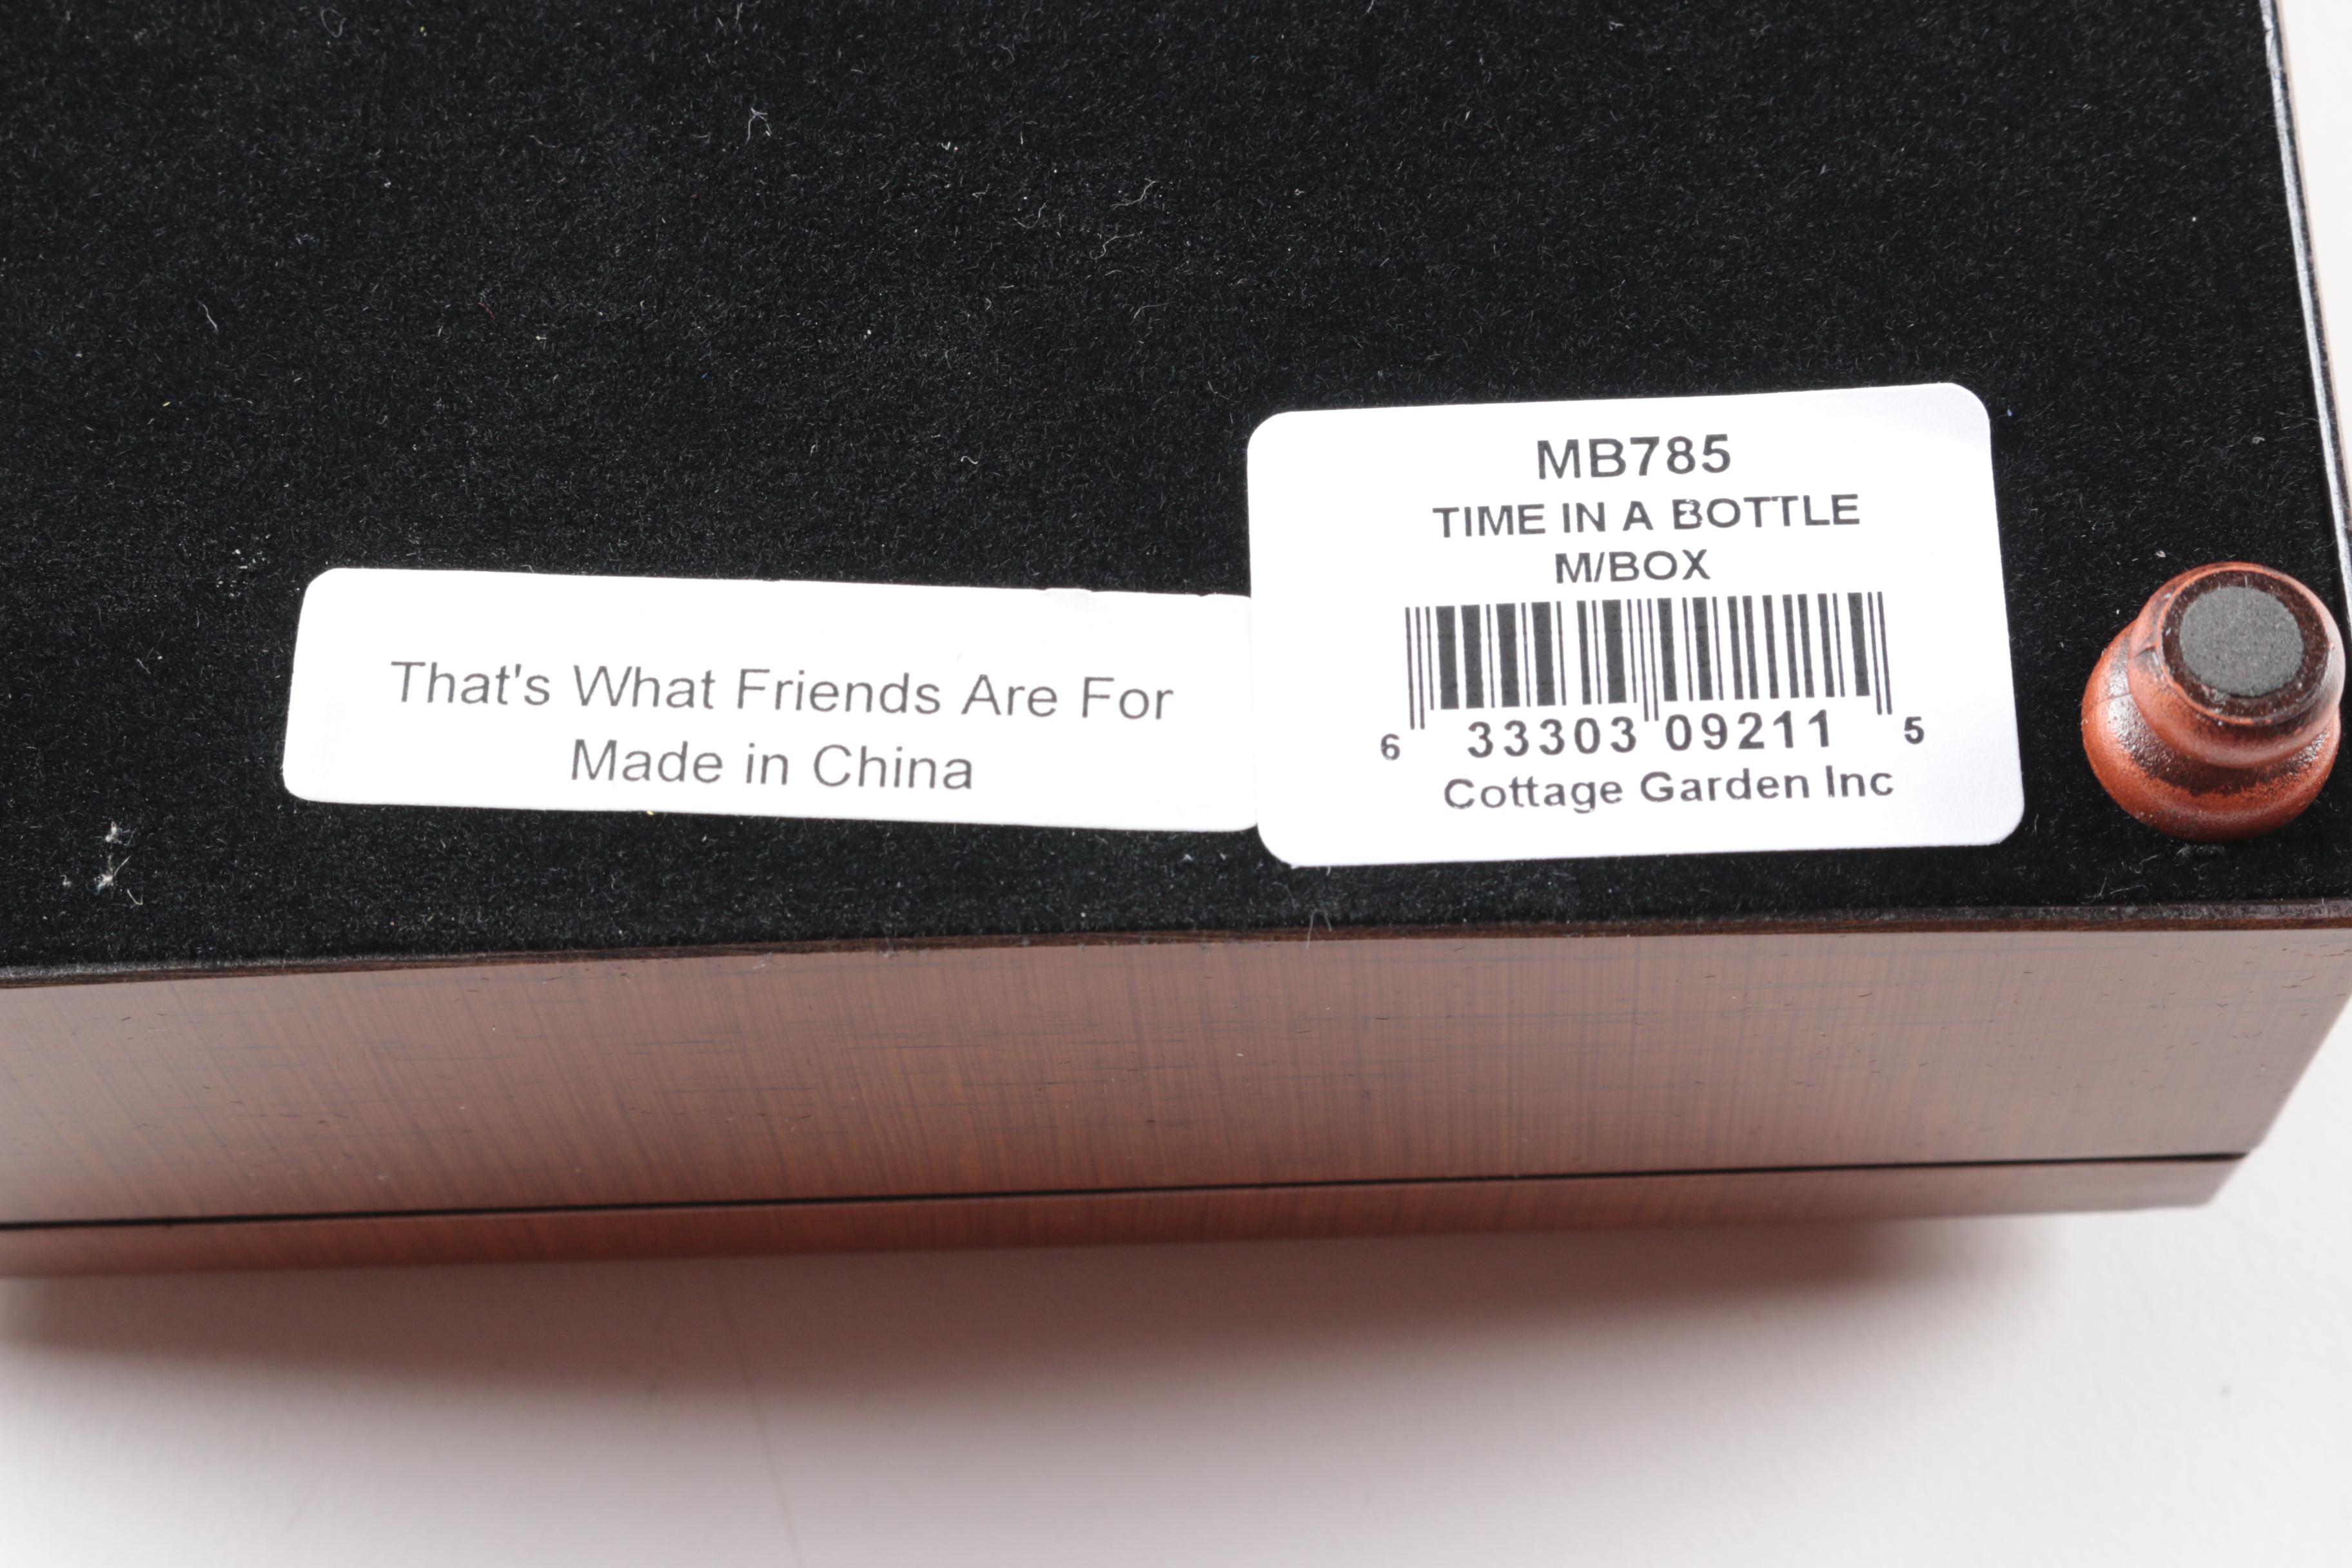 That's What Friends Are For
Made in China
MB785
TIME IN A BOTTLE
M/BOX
6 33303 09211 5
Cottage Garden Inc